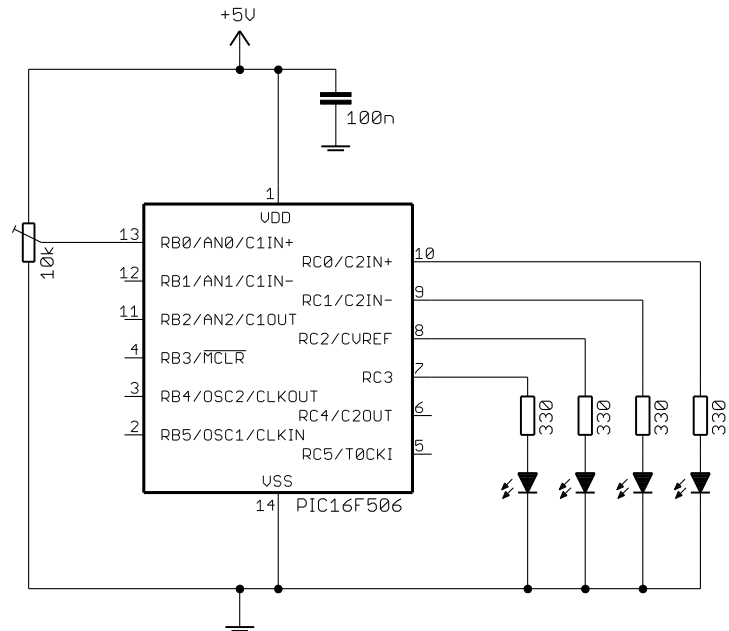 +5V
100n
1
VDD
13
RB0/AN0/C1IN+
10k
RC0/C2IN+
10
12
RB1/AN1/C1IN-
RC1/C2IN-
9
11
RB2/AN2/C1OUT
RC2/CVREF
8
4
RB3/MCLR
RC3
7
3
RB4/OSC2/CLKOUT
RC4/C2OUT
6
330
330
330
330
2
RB5/OSC1/CLKIN
RC5/T0CKI
5
VSS
14
PIC16F506